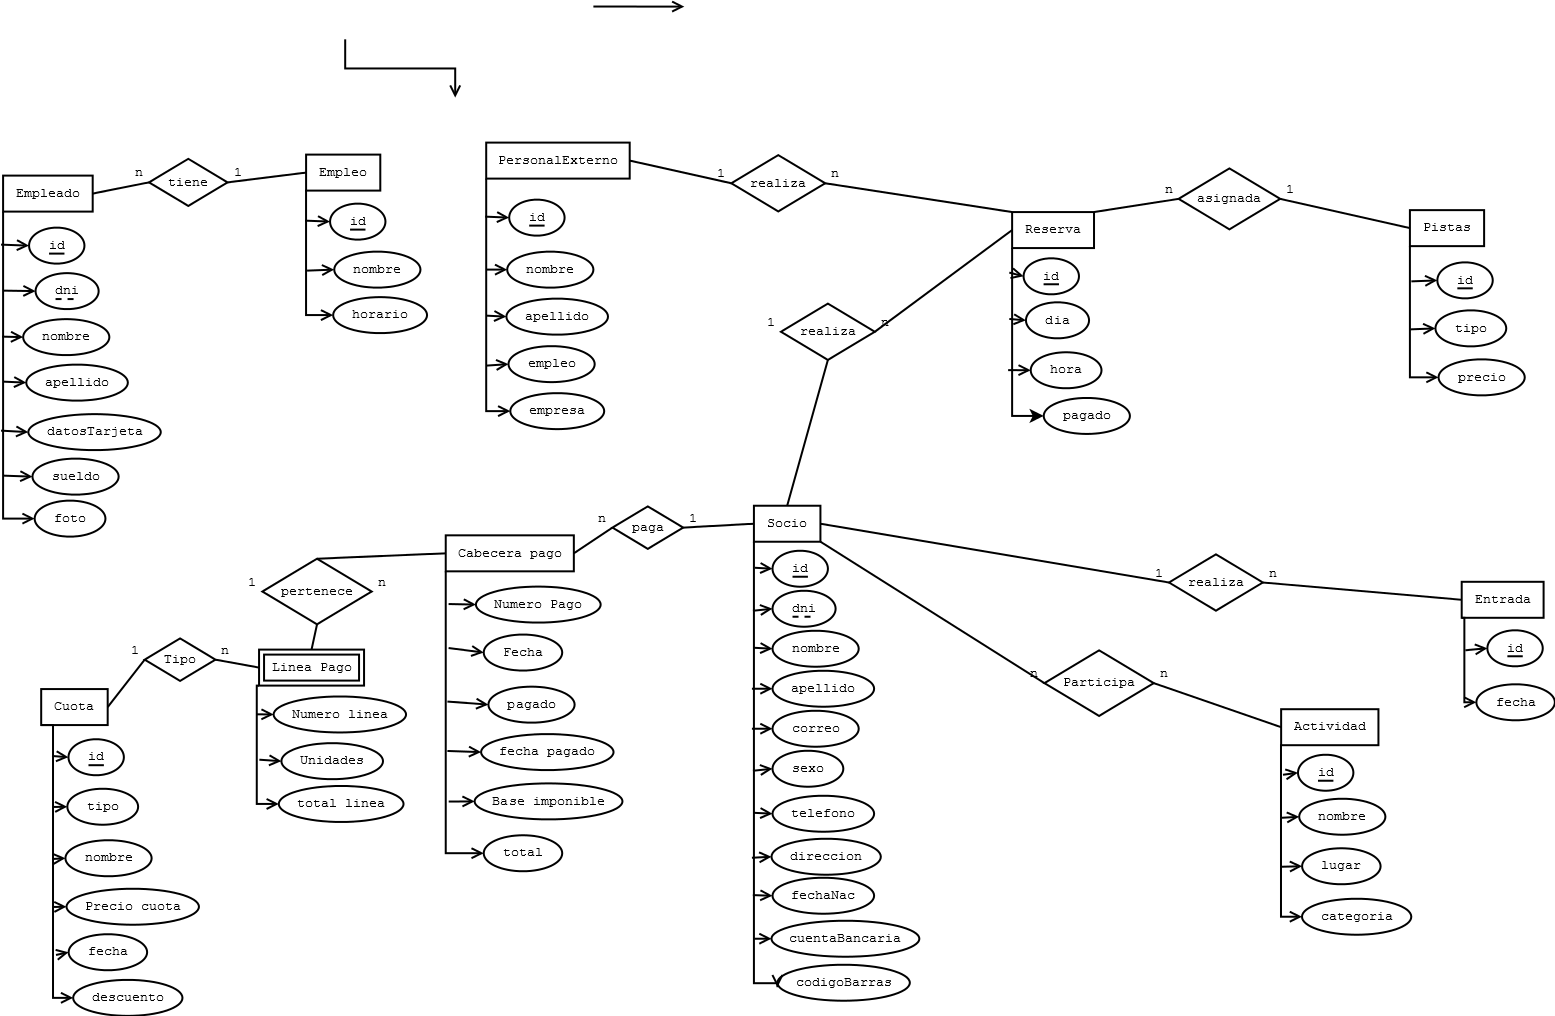 Empleado
n
tiene
1
Empleo
id
dni
nombre
apellido
datosTarjeta
sueldo
foto
id
nombre
horario
PersonalExterno
1
realiza
n
id
nombre
apellido
empleo
empresa
Reserva
n
asignada
1
Pistas
id
dia
hora
pagado
id
tipo
precio
1
realiza
n
Socio
1
paga
n
Cabecera pago
id
dni
nombre
apellido
correo
sexo
telefono
direccion
fechaNac
cuentaBancaria
codigoBarras
Numero Pago
Fecha
pagado
fecha pagado
Base imponible
total
1
pertenece
n
Linea Pago
Numero linea
Unidades
total linea
1
Tipo
n
Cuota
id
tipo
nombre
Precio cuota
fecha
descuento
1
realiza
n
Entrada
id
fecha
n
Participa
n
Actividad
id
nombre
lugar
categoria